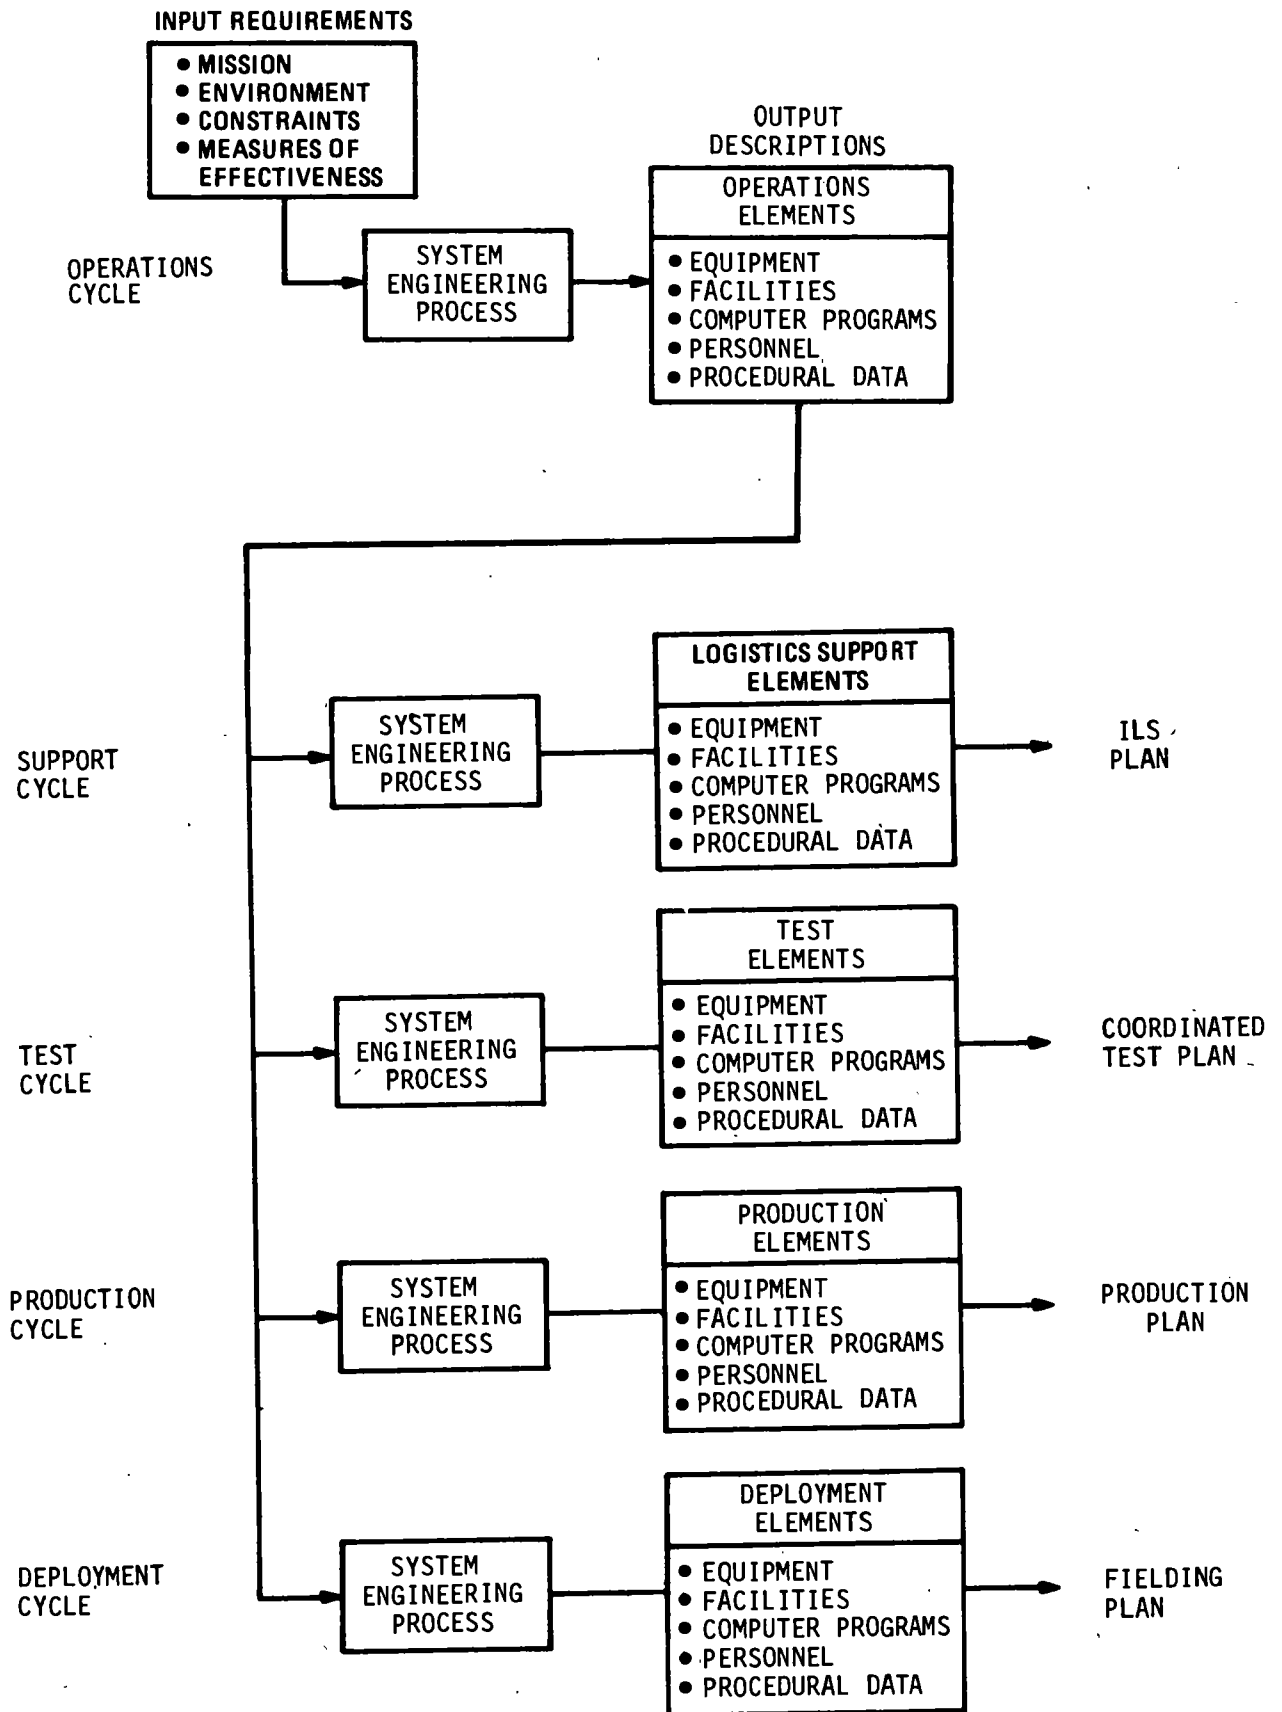 INPUT REQUIREMENTS
• MISSION
• ENVIRONMENT
• CONSTRAINTS
• MEASURES OF
EFFECTIVENESS
OUTPUT
DESCRIPTIONS
OPERATIONS
ELEMENTS
• EQUIPMENT
• FACILITIES
• COMPUTER PROGRAMS
• PERSONNEL
• PROCEDURAL DATA
OPERATIONS
CYCLE
SYSTEM
ENGINEERING
PROCESS
SUPPORT
CYCLE
SYSTEM
ENGINEERING
PROCESS
LOGISTICS SUPPORT
ELEMENTS
• EQUIPMENT
• FACILITIES
• COMPUTER PROGRAMS
• PERSONNEL
• PROCEDURAL DATA
ILS
PLAN
TEST
CYCLE
SYSTEM
ENGINEERING
PROCESS
TEST
ELEMENTS
• EQUIPMENT
• FACILITIES
• COMPUTER PROGRAMS
• PERSONNEL
• PROCEDURAL DATA
COORDINATED
TEST PLAN
PRODUCTION
CYCLE
SYSTEM
ENGINEERING
PROCESS
PRODUCTION
ELEMENTS
• EQUIPMENT
• FACILITIES
• COMPUTER PROGRAMS
• PERSONNEL
• PROCEDURAL DATA
PRODUCTION
PLAN
DEPLOYMENT
CYCLE
SYSTEM
ENGINEERING
PROCESS
DEPLOYMENT
ELEMENTS
• EQUIPMENT
• FACILITIES
• COMPUTER PROGRAMS
• PERSONNEL
• PROCEDURAL DATA
FIELDING
PLAN